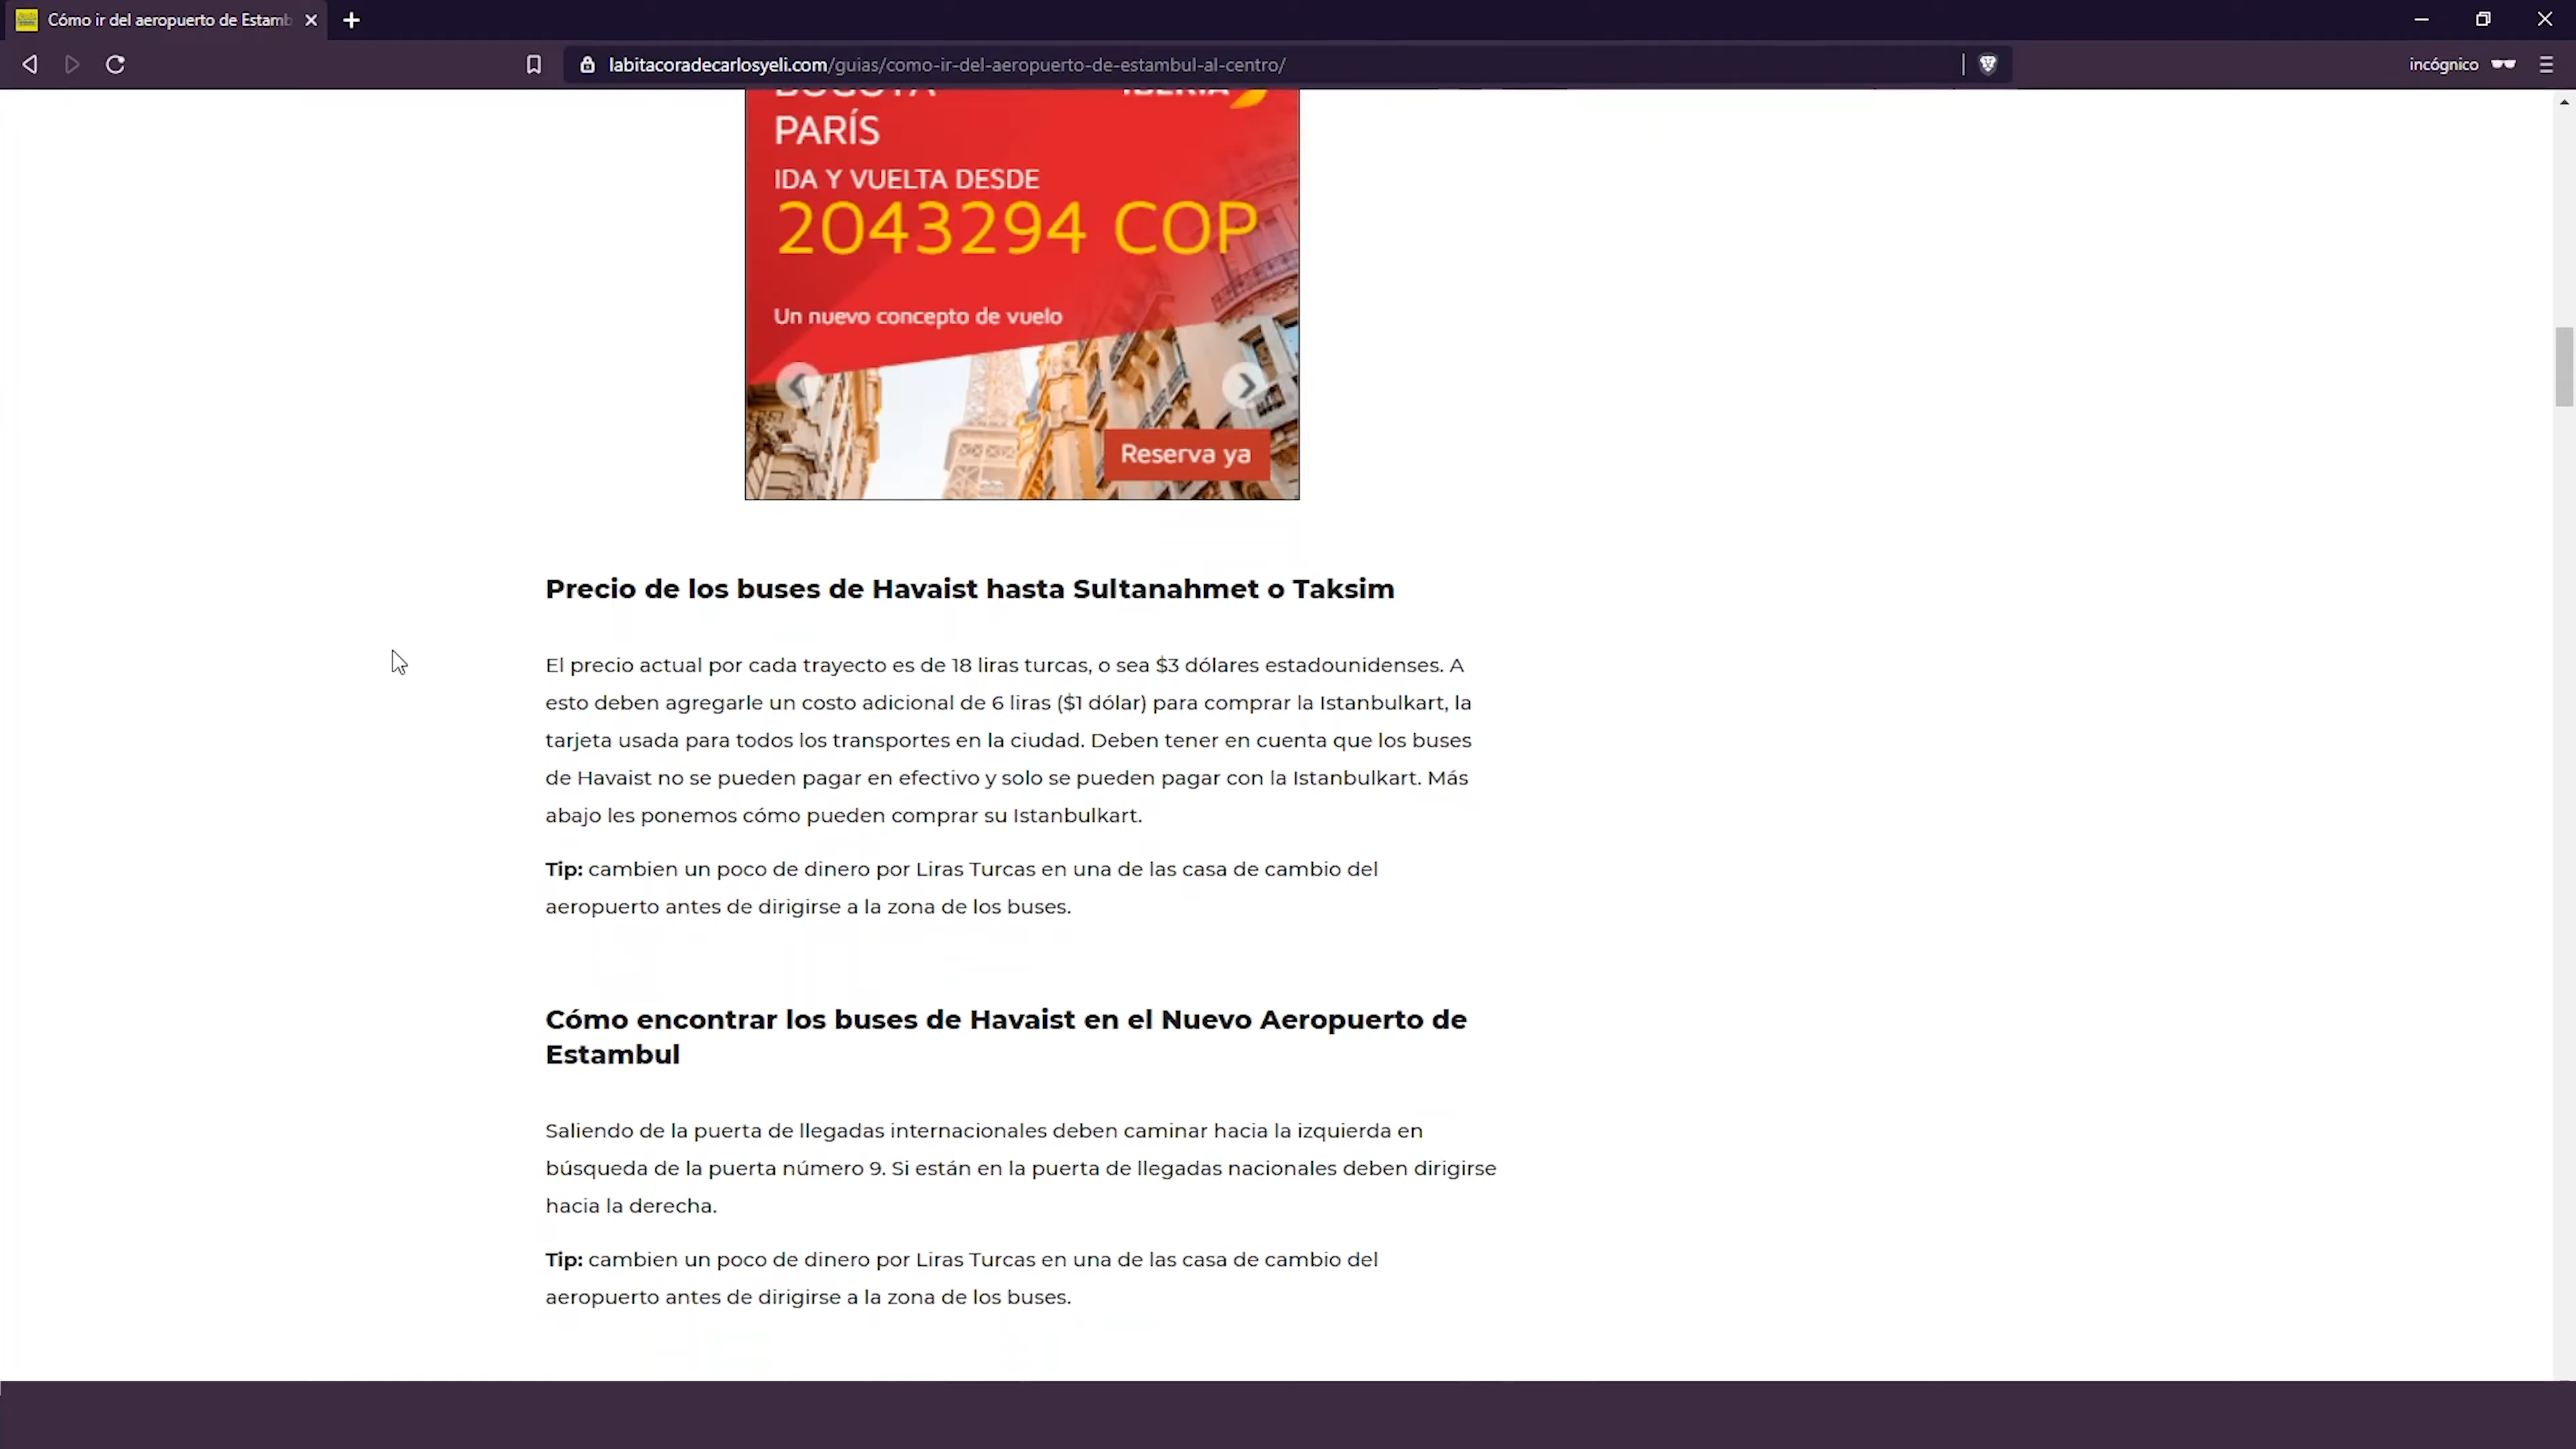 Cómo ir del aeropuerto de Estamb
labitacoradecarlosyeli.com/guias/como-ir-del-aeropuerto-de-estambul-al-centro/
incógnico
BOGOTÁ
IBERIA
PARÍS
IDA Y VUELTA DESDE
2043294 COP
Un nuevo concepto de vuelo
Reserva ya
Precio de los buses de Havaist hasta Sultanahmet o Taksim
El precio actual por cada trayecto es de 18 liras turcas, o sea $3 dólares estadounidenses. A
esto deben agregarle un costo adicional de 6 liras ($1 dólar) para comprar la Istanbulkart, la
tarjeta usada para todos los transportes en la ciudad. Deben tener en cuenta que los buses
de Havaist no se pueden pagar en efectivo y solo se pueden pagar con la Istanbulkart. Más
abajo les ponemos cómo pueden comprar su Istanbulkart.
Tip: cambien un poco de dinero por Liras Turcas en una de las casa de cambio del
aeropuerto antes de dirigirse a la zona de los buses.
Cómo encontrar los buses de Havaist en el Nuevo Aeropuerto de
Estambul
Saliendo de la puerta de llegadas internacionales deben caminar hacia la izquierda en
búsqueda de la puerta número 9. Si están en la puerta de llegadas nacionales deben dirigirse
hacia la derecha.
Tip: cambien un poco de dinero por Liras Turcas en una de las casa de cambio del
aeropuerto antes de dirigirse a la zona de los buses.